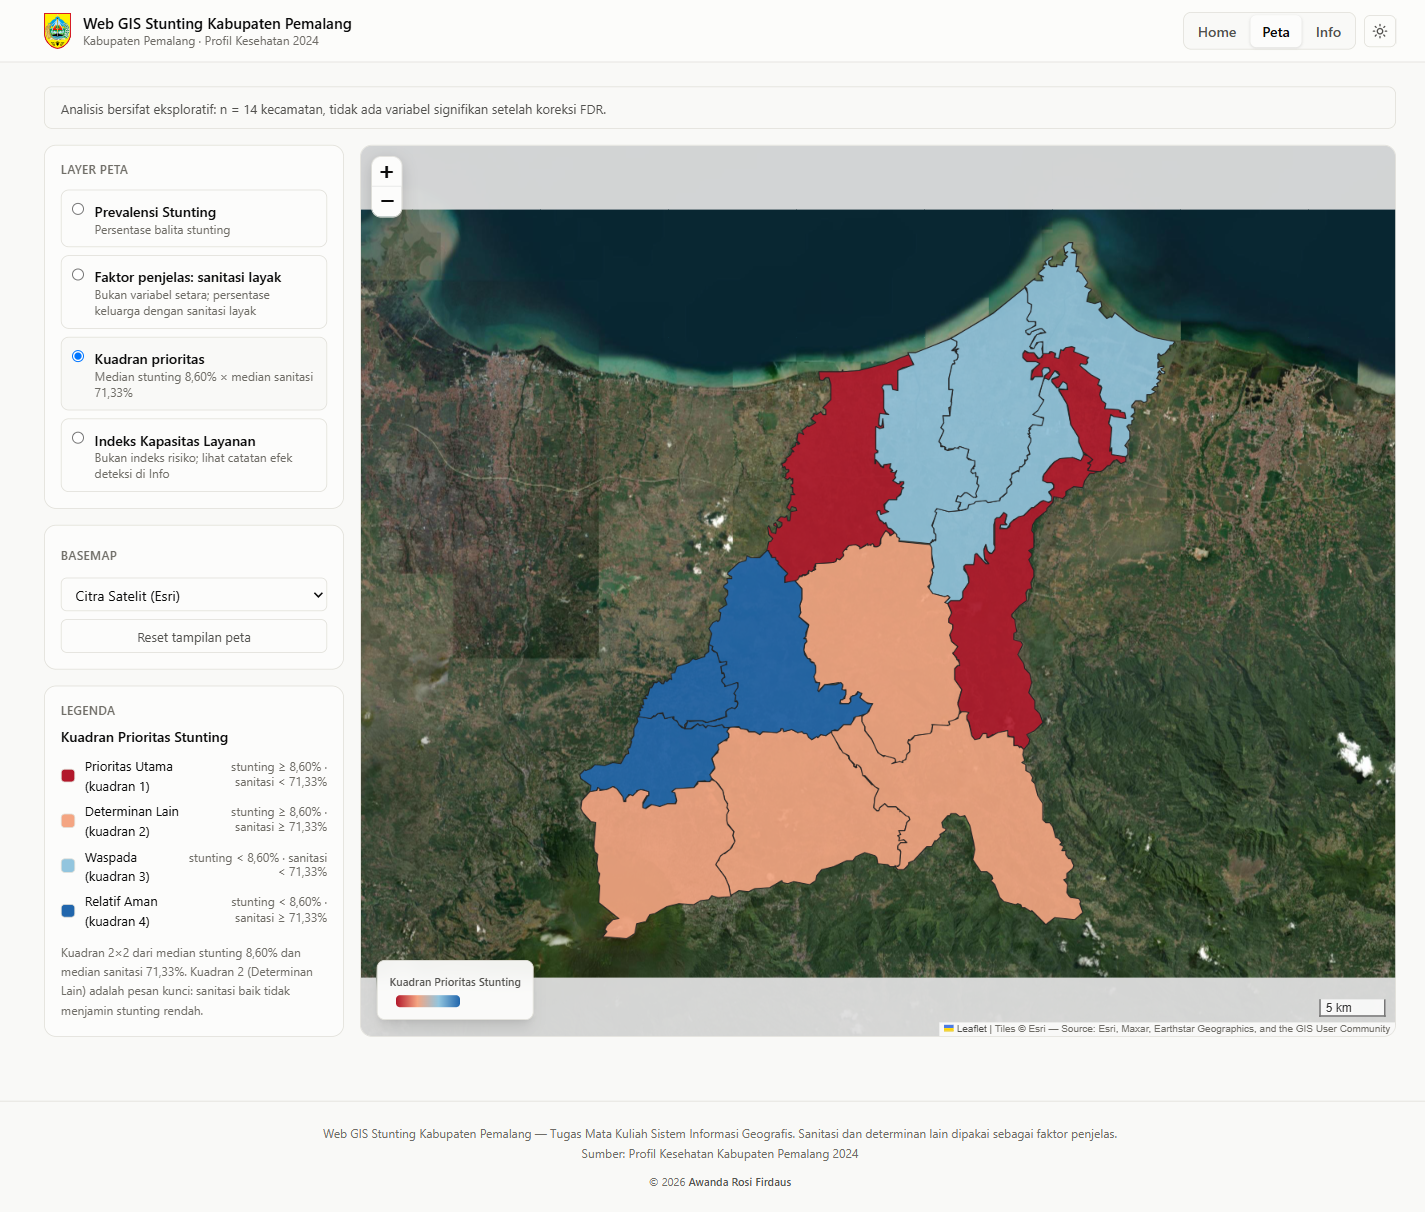 Web GIS Stunting Kabupaten Pemalang
Kabupaten Pemalang · Profil Kesehatan 2024
Home
Peta
Info
Analisis bersifat eksploratif: n = 14 kecamatan, tidak ada variabel signifikan setelah koreksi FDR.
LAYER PETA
Prevalensi Stunting
Persentase balita stunting
Faktor penjelas: sanitasi layak
Bukan variabel setara; persentase
keluarga dengan sanitasi layak
Kuadran prioritas
Median stunting 8,60% × median sanitasi
71,33%
Indeks Kapasitas Layanan
Bukan indeks risiko; lihat catatan efek
deteksi di Info
BASEMAP
Citra Satelit (Esri)
Reset tampilan peta
LEGENDA
Kuadran Prioritas Stunting
Prioritas Utama
(kuadran 1)
stunting ≥ 8,60% ·
sanitasi < 71,33%
Determinan Lain
(kuadran 2)
stunting ≥ 8,60% ·
sanitasi ≥ 71,33%
Waspada
(kuadran 3)
stunting < 8,60% · sanitasi
< 71,33%
Relatif Aman
(kuadran 4)
stunting < 8,60% ·
sanitasi ≥ 71,33%
Kuadran 2×2 dari median stunting 8,60% dan
median sanitasi 71,33%. Kuadran 2 (Determinan
Lain) adalah pesan kunci: sanitasi baik tidak
menjamin stunting rendah.
+
−
Kuadran Prioritas Stunting
5 km
Leaflet | Tiles © Esri — Source: Esri, Maxar, Earthstar Geographics, and the GIS User Community
Web GIS Stunting Kabupaten Pemalang — Tugas Mata Kuliah Sistem Informasi Geografis. Sanitasi dan determinan lain dipakai sebagai faktor penjelas.
Sumber: Profil Kesehatan Kabupaten Pemalang 2024
© 2026 Awanda Rosi Firdaus